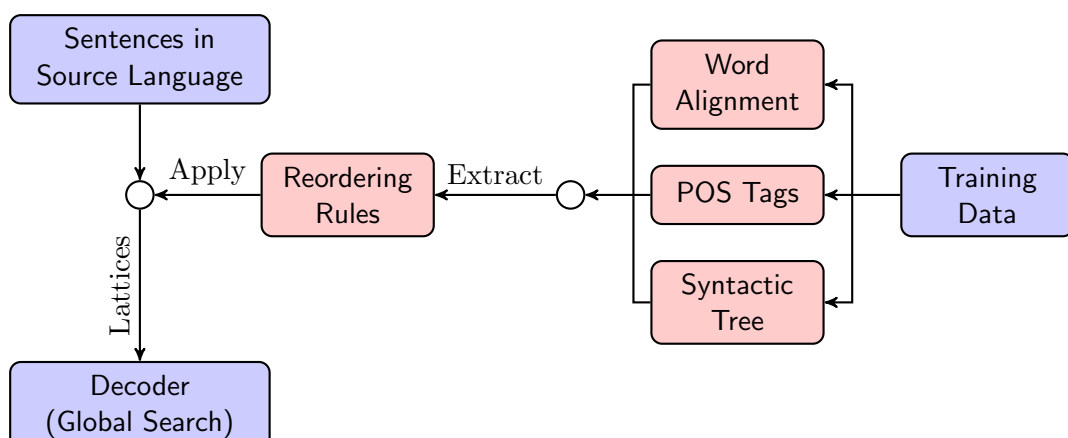 Sentences in
Source Language
Word
Alignment
Apply
Reordering
Rules
Extract
POS Tags
Training
Data
Lattices
Syntactic
Tree
Decoder
(Global Search)